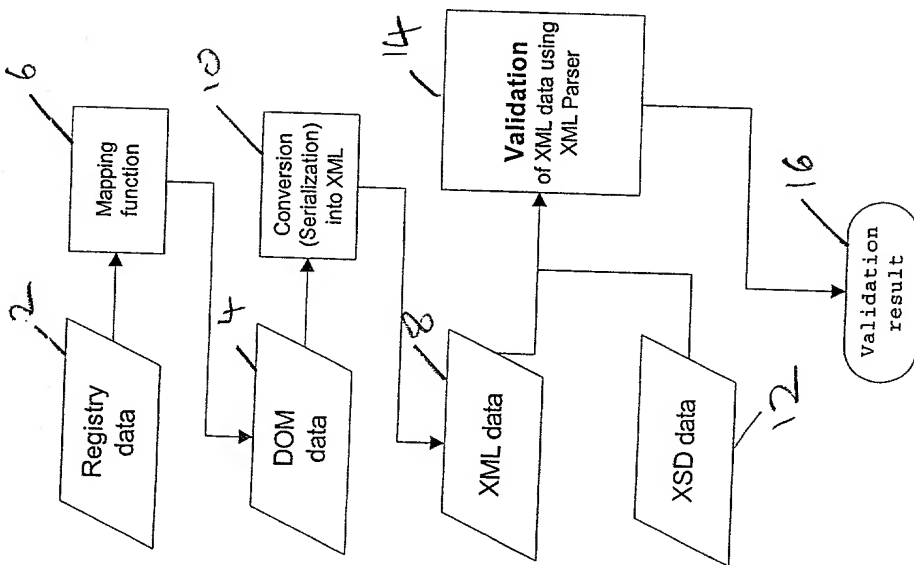 2
Registry
data
6
Mapping
function
4
DOM
data
10
Conversion
(Serialization)
into XML
8
XML data
14
Validation
of XML data using
XML Parser
12
XSD data
16
Validation
result